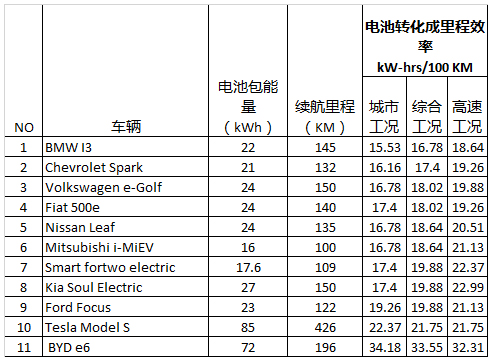 电池转化成里程效
率
kW-hrs/100 KM
NO 车辆 电池包能量（kWh） 续航里程（KM） 城市工况 综合工况 高速工况
1 BMW I3 22 145 15.53 16.78 18.64
2 Chevrolet Spark 21 132 16.16 17.4 19.26
3 Volkswagen e-Golf 24 150 16.78 18.02 19.88
4 Fiat 500e 24 140 17.4 18.02 19.26
5 Nissan Leaf 24 135 16.78 18.64 20.51
6 Mitsubishi i-MiEV 16 100 16.78 18.64 21.13
7 Smart fortwo electric 17.6 109 17.4 19.88 22.37
8 Kia Soul Electric 27 150 17.4 19.88 22.99
9 Ford Focus 23 122 19.26 19.88 21.13
10 Tesla Model S 85 426 22.37 21.75 21.75
11 BYD e6 72 196 34.18 33.55 32.31